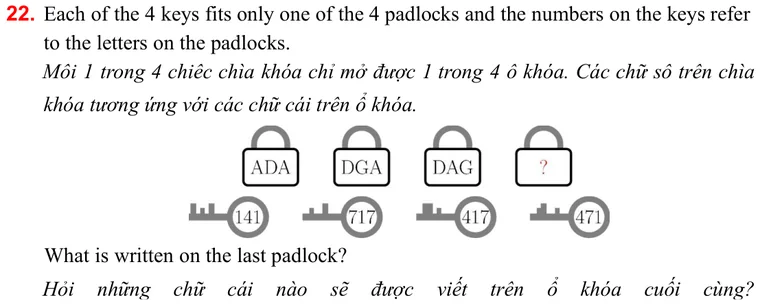 22. Each of the 4 keys fits only one of the 4 padlocks and the numbers on the keys refer
to the letters on the padlocks.
Mỗi 1 trong 4 chiếc chìa khóa chỉ mở được 1 trong 4 ô khóa. Các chữ số trên chìa
khóa tương ứng với các chữ cái trên ổ khóa.
ADA DGA DAG ?
141 717 417 471
What is written on the last padlock?
Hỏi những chữ cái nào sẽ được viết trên ổ khóa cuối cùng?